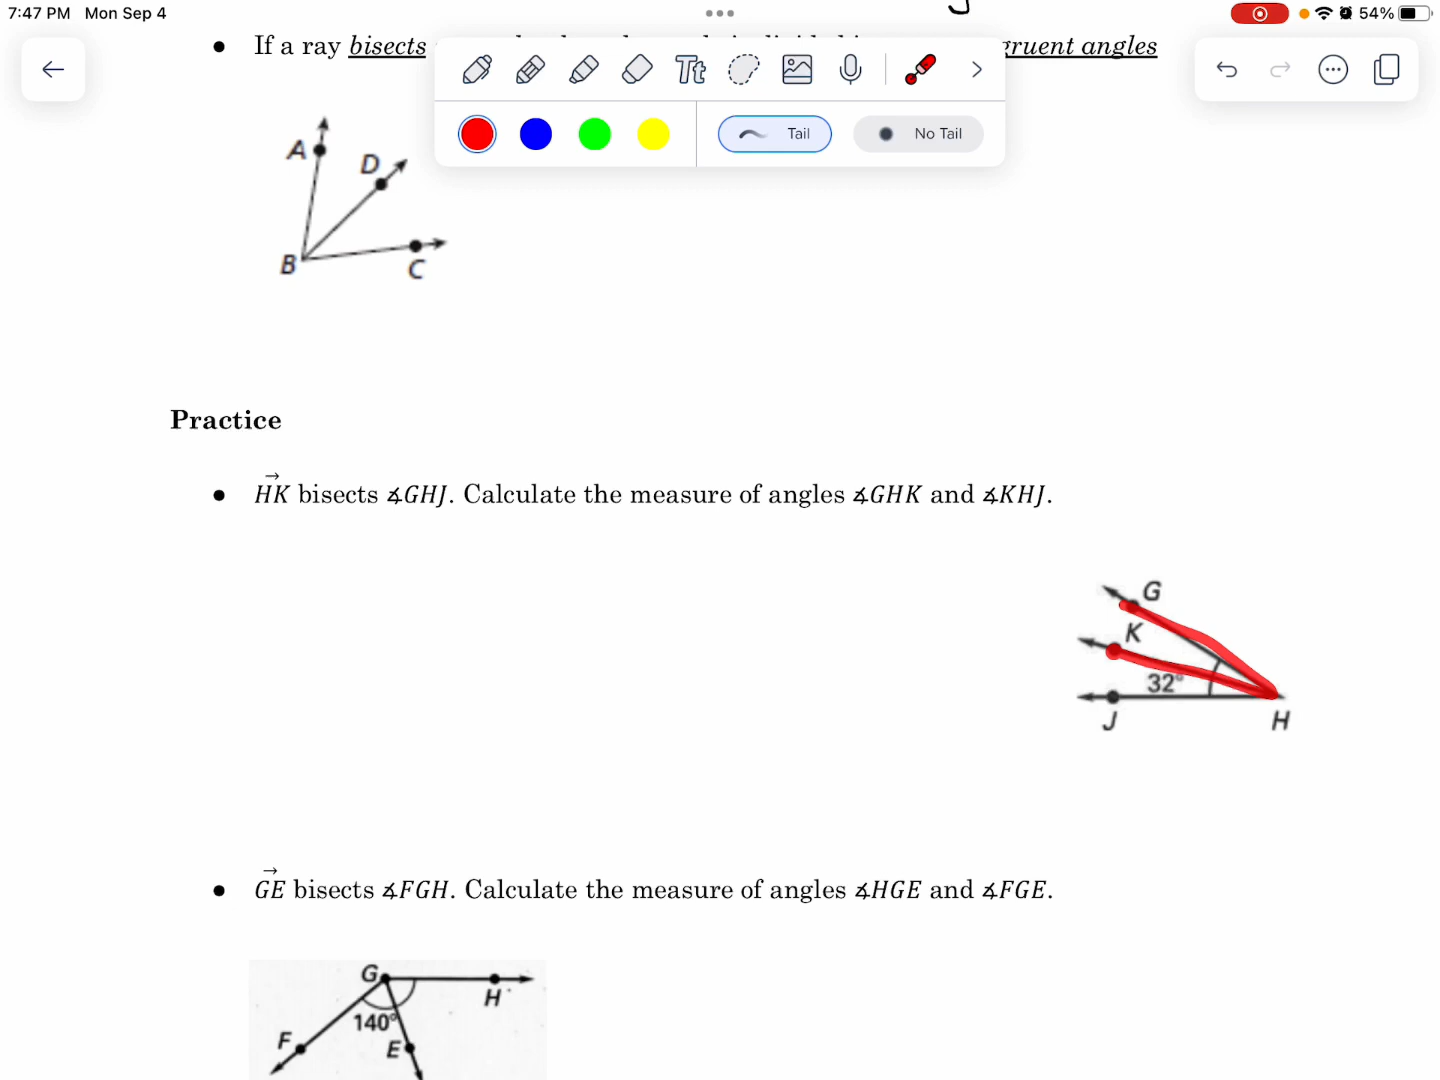 7:47 PM Mon Sep 4
54%
If a ray bisects
gruent angles
Tt
Tail
No Tail
A
D
B
C
Practice
→
HK bisects ∡GHJ. Calculate the measure of angles ∡GHK and ∡KHJ.
G
K
32°
J
H
→
GE bisects ∡FGH. Calculate the measure of angles ∡HGE and ∡FGE.
G
H
140°
F
E